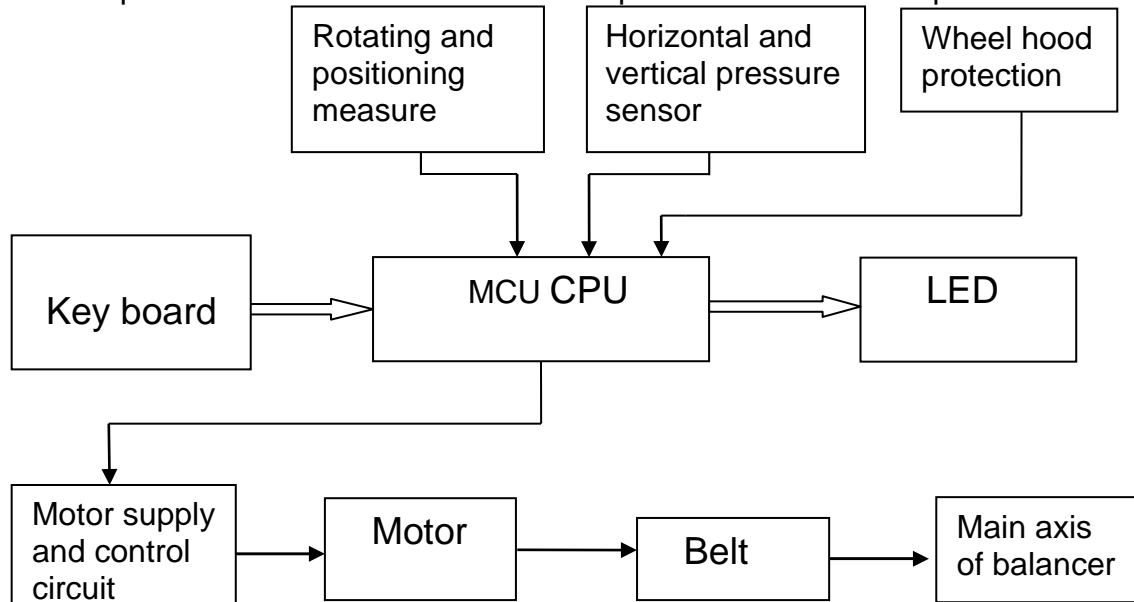 Rotating and
positioning
measure
Horizontal and
vertical pressure
sensor
Wheel hood
protection
Key board
MCU CPU
LED
Motor supply
and control
circuit
Motor
Belt
Main axis
of balancer